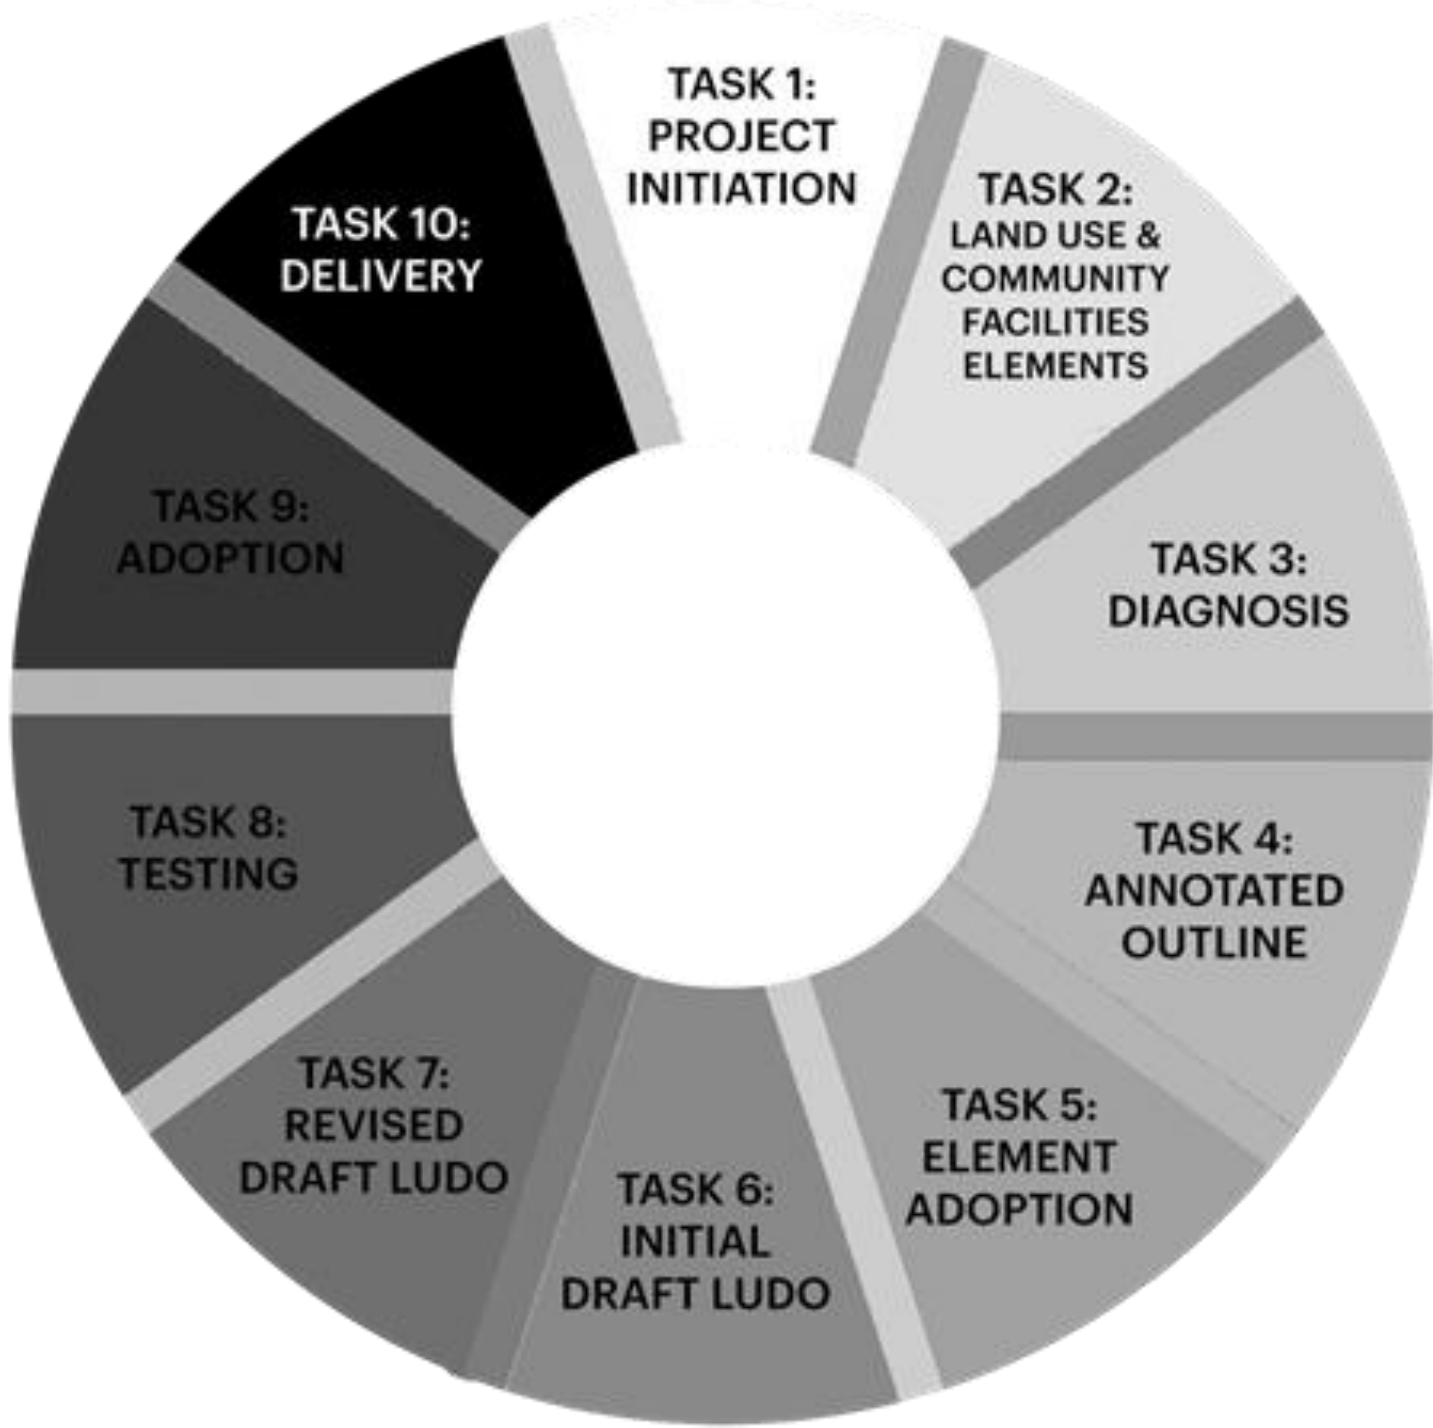 TASK 1:
PROJECT
INITIATION
TASK 2:
LAND USE &
COMMUNITY
FACILITIES
ELEMENTS
TASK 3:
DIAGNOSIS
TASK 4:
ANNOTATED
OUTLINE
TASK 5:
ELEMENT
ADOPTION
TASK 6:
INITIAL
DRAFT LUDO
TASK 7:
REVISED
DRAFT LUDO
TASK 8:
TESTING
TASK 9:
ADOPTION
TASK 10:
DELIVERY